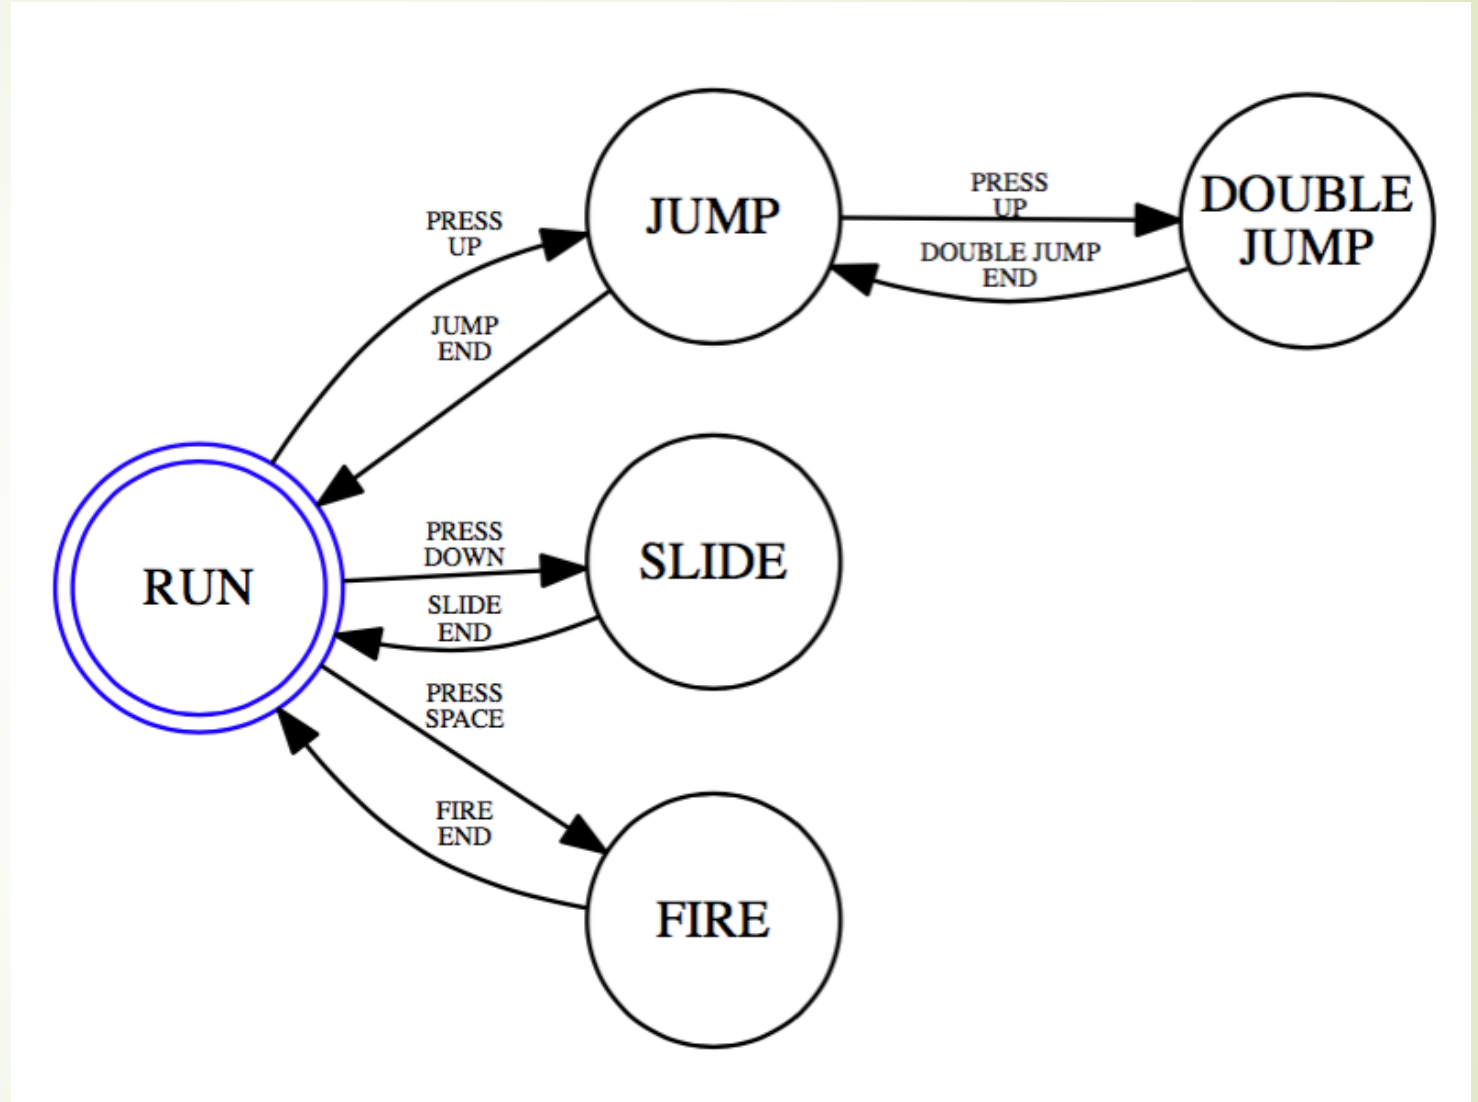 PRESS
UP
JUMP
PRESS
UP
DOUBLE
JUMP
DOUBLE JUMP
END
JUMP
END
RUN
PRESS
DOWN
SLIDE
SLIDE
END
PRESS
SPACE
FIRE
END
FIRE